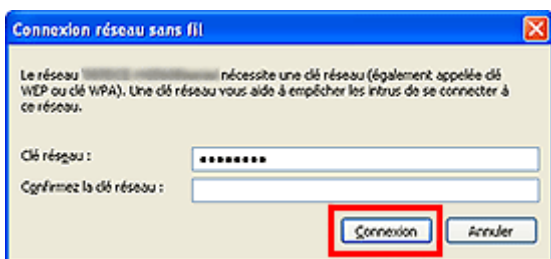 Connexion réseau sans fil
Le réseau nécessite une clé réseau (également appelée clé
WEP ou clé WPA). Une clé réseau vous aide à empêcher les intrus de se connecter à
ce réseau.
Clé réseau :
••••••••
Confirmez la clé réseau :
Connexion Annuler